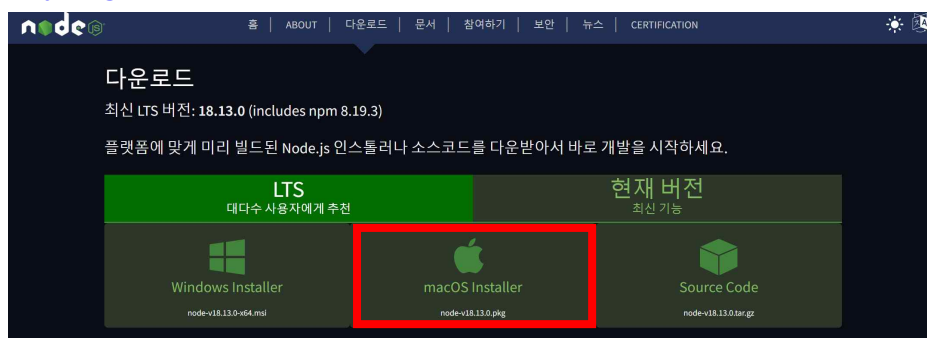 node JS
홈 | ABOUT | 다운로드 | 문서 | 참여하기 | 보안 | 뉴스 | CERTIFICATION
다운로드
최신 LTS 버전: 18.13.0 (includes npm 8.19.3)
플랫폼에 맞게 미리 빌드된 Node.js 인스톨러나 소스코드를 다운받아서 바로 개발을 시작하세요.
LTS
대다수 사용자에게 추천
현재 버전
최신 기능
Windows Installer
node-v18.13.0-x64.msi
macOS Installer
node-v18.13.0.pkg
Source Code
node-v18.13.0.tar.gz